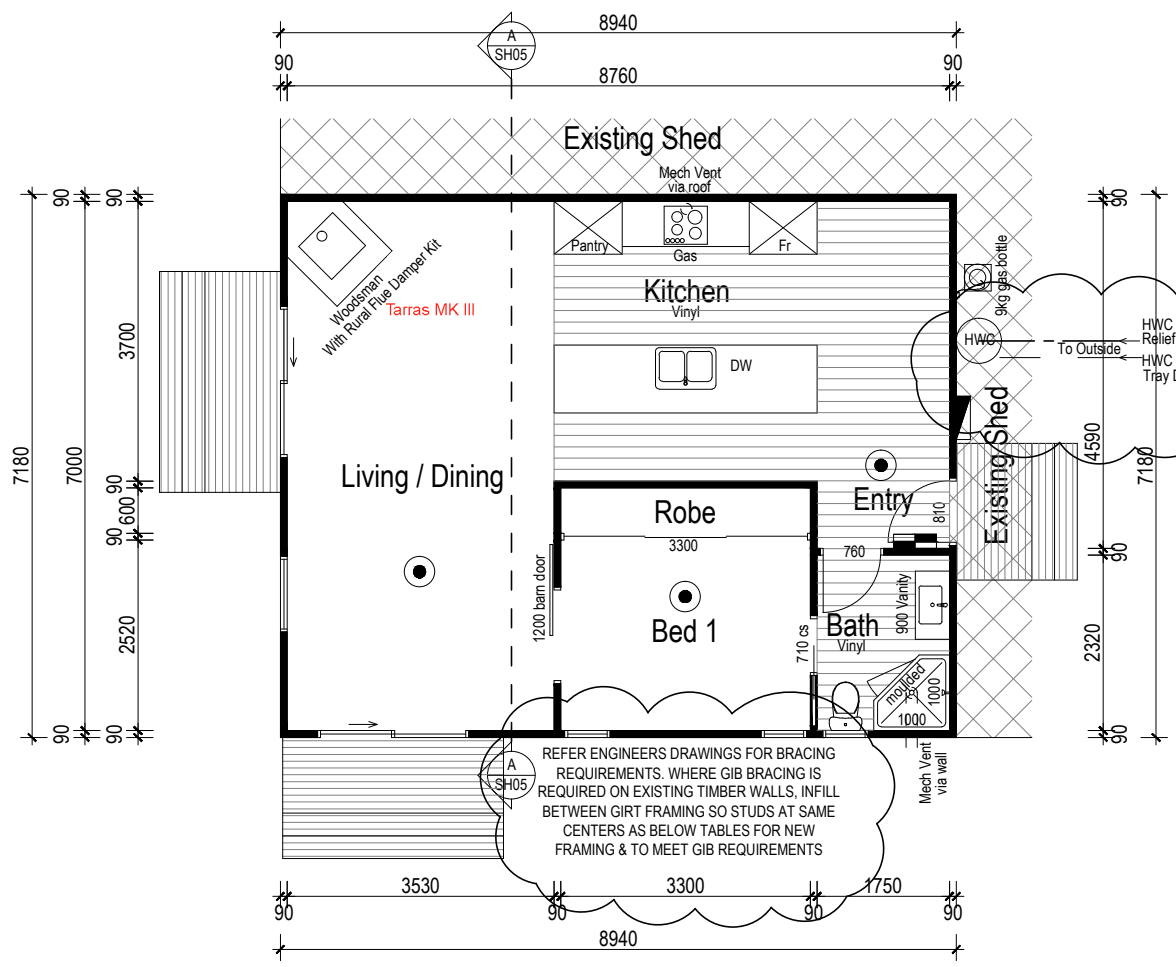 8940
A
SH05
90
8760
90
Existing Shed
Mech Vent
via roof
90
90
90
90
Pantry
Gas
Fr
Kitchen
Vinyl
Woodsman
With Rural Flue Damper Kit
Tarras MK III
9kg gas bottle
HWC
To Outside
HWC
Relief
HWC
Tray D
DW
3700
7180
7000
4590
7180
Living / Dining
Existing Shed
90
600
90
Robe
3300
Entry
810
760
90
2520
1200 barn door
Bed 1
710 cs
Bath
Vinyl
900 Vanity
2320
moulded
1000
1000
90
90
90
90
90
A
SH05
REFER ENGINEERS DRAWINGS FOR BRACING
REQUIREMENTS. WHERE GIB BRACING IS
REQUIRED ON EXISTING TIMBER WALLS, INFILL
BETWEEN GIRT FRAMING SO STUDS AT SAME
CENTERS AS BELOW TABLES FOR NEW
FRAMING & TO MEET GIB REQUIREMENTS
Mech Vent
via wall
3530
3300
1750
90
90
90
90
8940